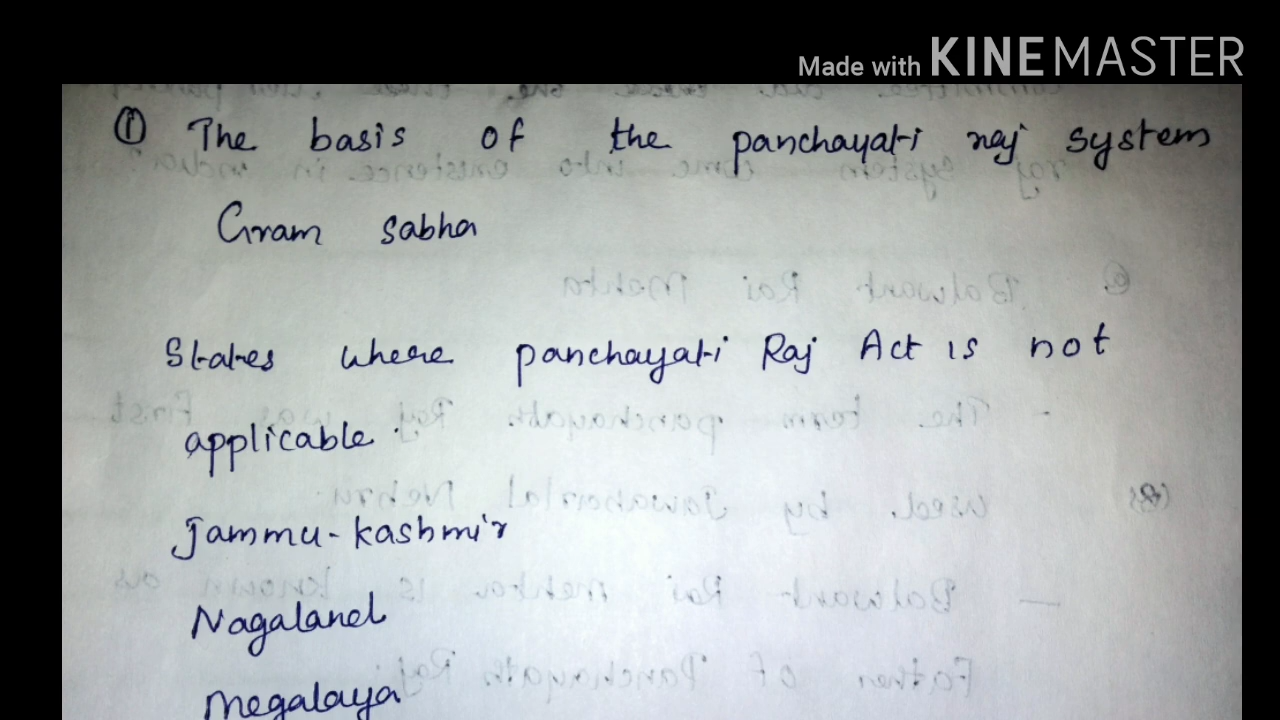 Made with KINEMASTER
① The basis of the panchayati raj system
Gram sabha
States where panchayati Raj Act is not
applicable.
Jammu-kashmir
Nagaland
Megalaya